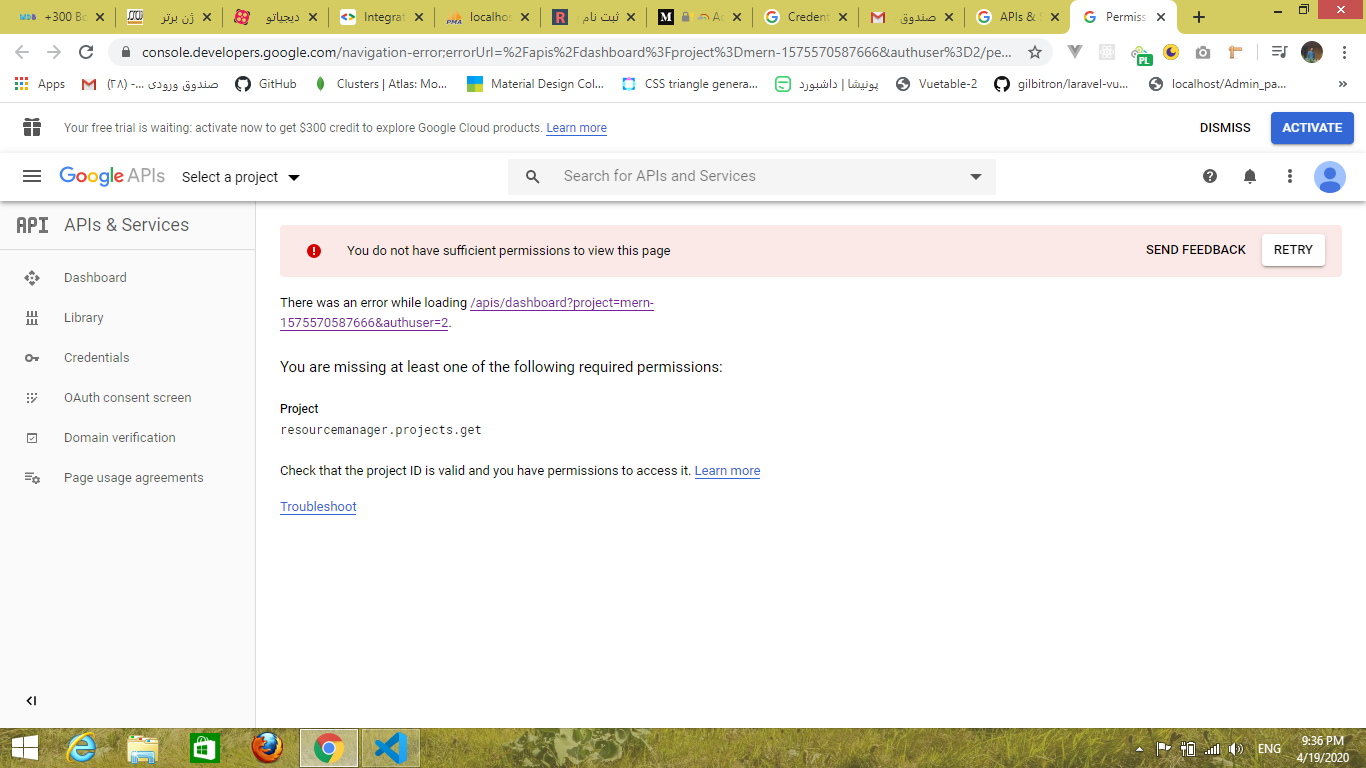 +300 Bo
ژن برتر
دیجیاتو
Integrat
localhos
ثبت نام
Ac
Credent
صندوق
APIs & S
Permiss
console.developers.google.com/navigation-error;errorUrl=%2Fapis%2Fdashboard%3Fproject%3Dmern-1575570587666&authuser%3D2/pe...
Apps
صندوق ورودی ... - (۲۸)
GitHub
Clusters | Atlas: Mo...
Material Design Col...
CSS triangle genera...
پونیشا | داشبورد
Vuetable-2
gilbitron/laravel-vu...
localhost/Admin_pa...
»
Your free trial is waiting: activate now to get $300 credit to explore Google Cloud products. Learn more
DISMISS
ACTIVATE
Google APIs
Select a project
Search for APIs and Services
API APIs & Services
Dashboard
Library
Credentials
OAuth consent screen
Domain verification
Page usage agreements
You do not have sufficient permissions to view this page
SEND FEEDBACK
RETRY
There was an error while loading /apis/dashboard?project=mern-
1575570587666&authuser=2.
You are missing at least one of the following required permissions:
Project
resourcemanager.projects.get
Check that the project ID is valid and you have permissions to access it. Learn more
Troubleshoot
ENG
9:36 PM
4/19/2020